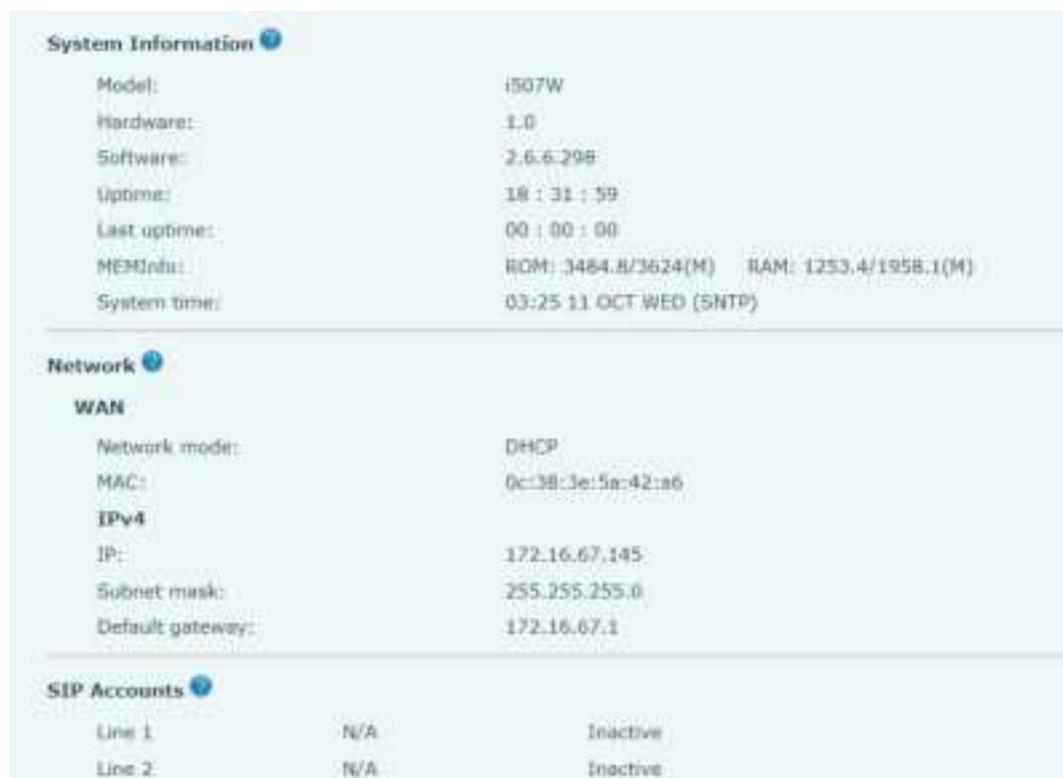 System Information ?
Model: i507W
Hardware: 1.0
Software: 2.6.6.298
Uptime: 18 : 31 : 59
Last uptime: 00 : 00 : 00
MEMInfo: ROM: 3484.8/3624(M) RAM: 1253.4/1958.1(M)
System time: 03:25 11 OCT WED (SNTP)
Network ?
WAN
Network mode: DHCP
MAC: 0c:38:3e:5a:42:a6
IPv4
IP: 172.16.67.145
Subnet mask: 255.255.255.0
Default gateway: 172.16.67.1
SIP Accounts ?
Line 1 N/A Inactive
Line 2 N/A Inactive